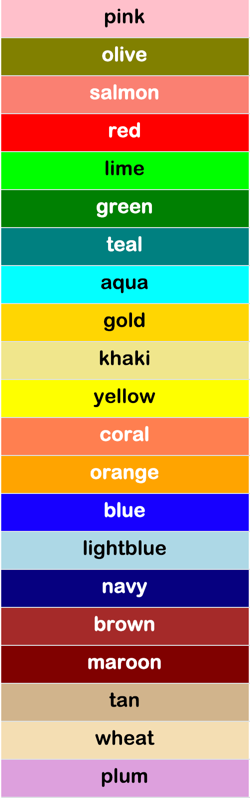 pink
olive
salmon
red
lime
green
teal
aqua
gold
khaki
yellow
coral
orange
blue
lightblue
navy
brown
maroon
tan
wheat
plum